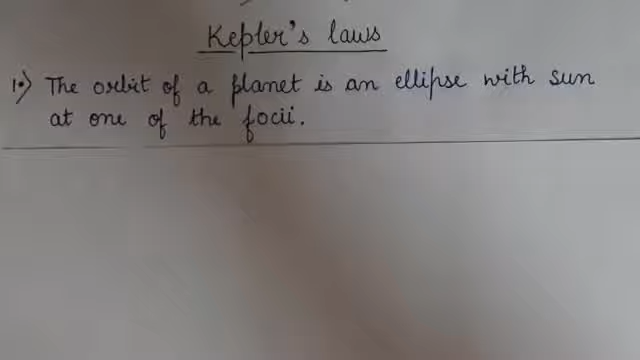 Kepler's laws
1•) The orbit of a planet is an ellipse with sun
at one of the focii.